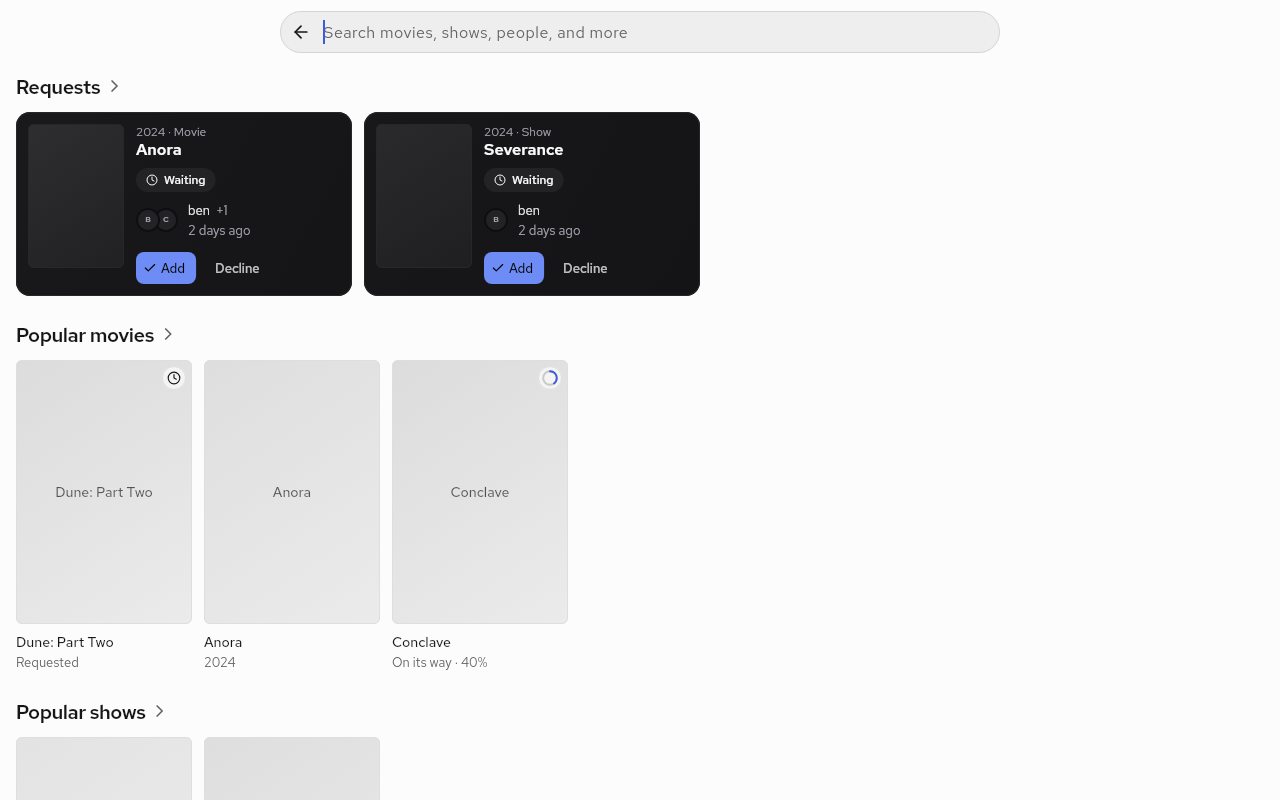 Search movies, shows, people, and more
Requests
2024 · Movie
Anora
Waiting
B C
ben +1
2 days ago
Add Decline
2024 · Show
Severance
Waiting
B
ben
2 days ago
Add Decline
Popular movies
Dune: Part Two
Anora
Conclave
Dune: Part Two
Requested
Anora
2024
Conclave
On its way · 40%
Popular shows